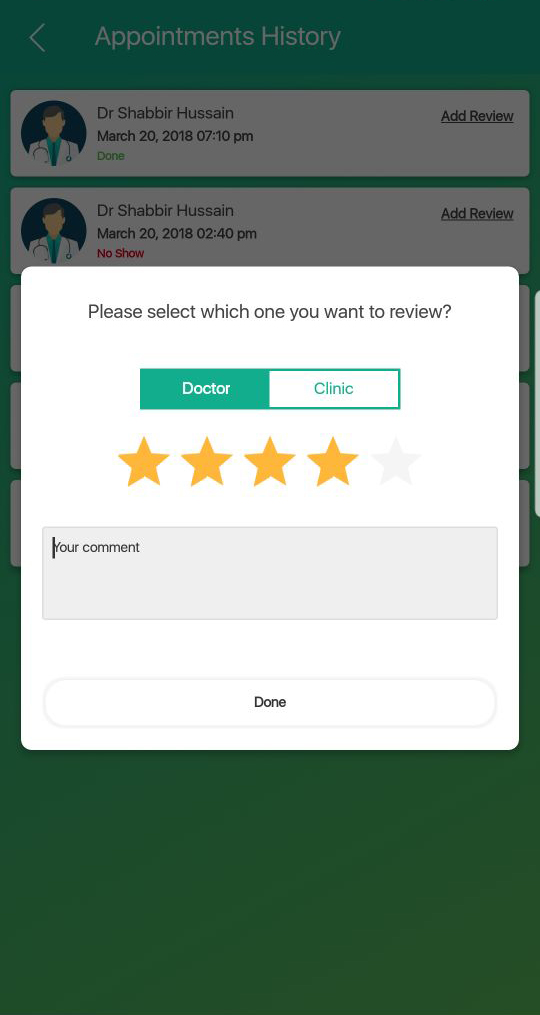 Appointments History
Dr Shabbir Hussain
Add Review
March 20, 2018 07:10 pm
Done
Dr Shabbir Hussain
Add Review
March 20, 2018 02:40 pm
No Show
Please select which one you want to review?
Doctor
Clinic
Your comment
Done